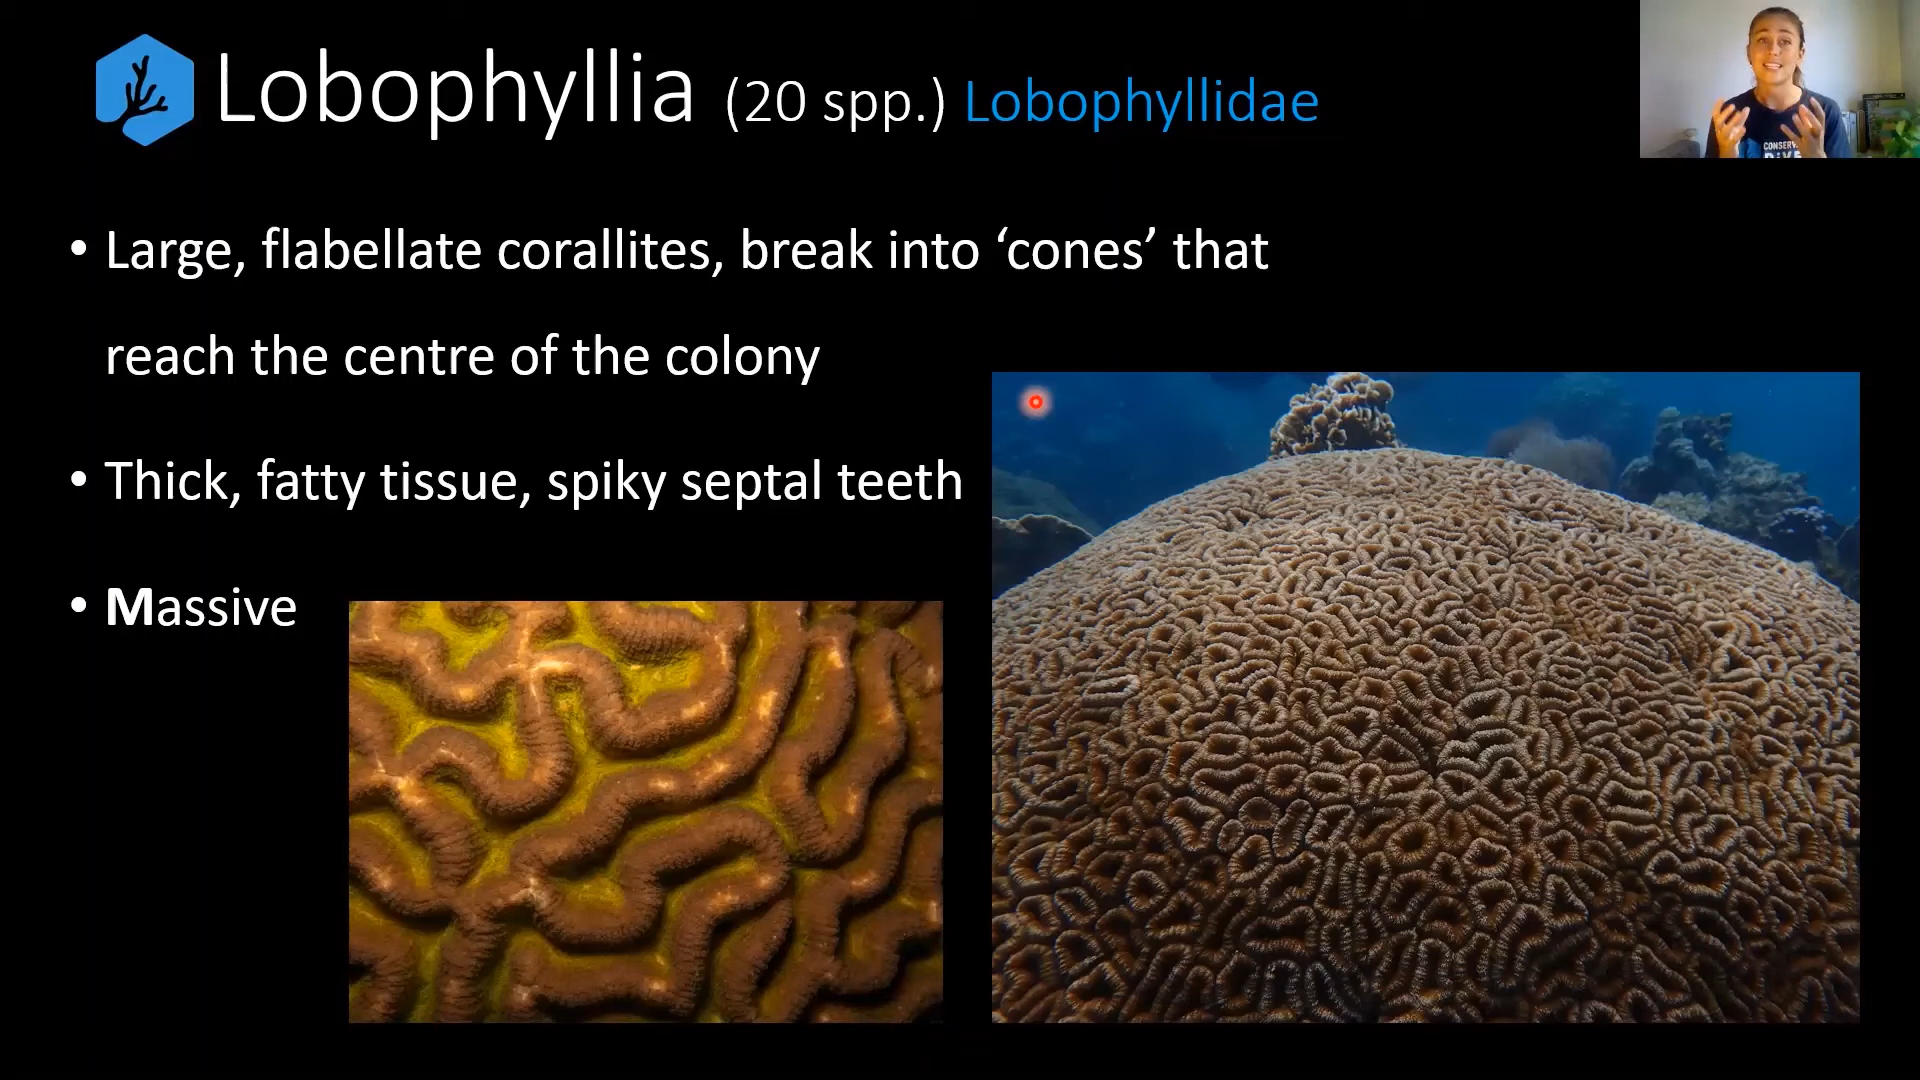 Lobophyllia (20 spp.) Lobophyllidae
• Large, flabellate corallites, break into ‘cones’ that
reach the centre of the colony
• Thick, fatty tissue, spiky septal teeth
• Massive